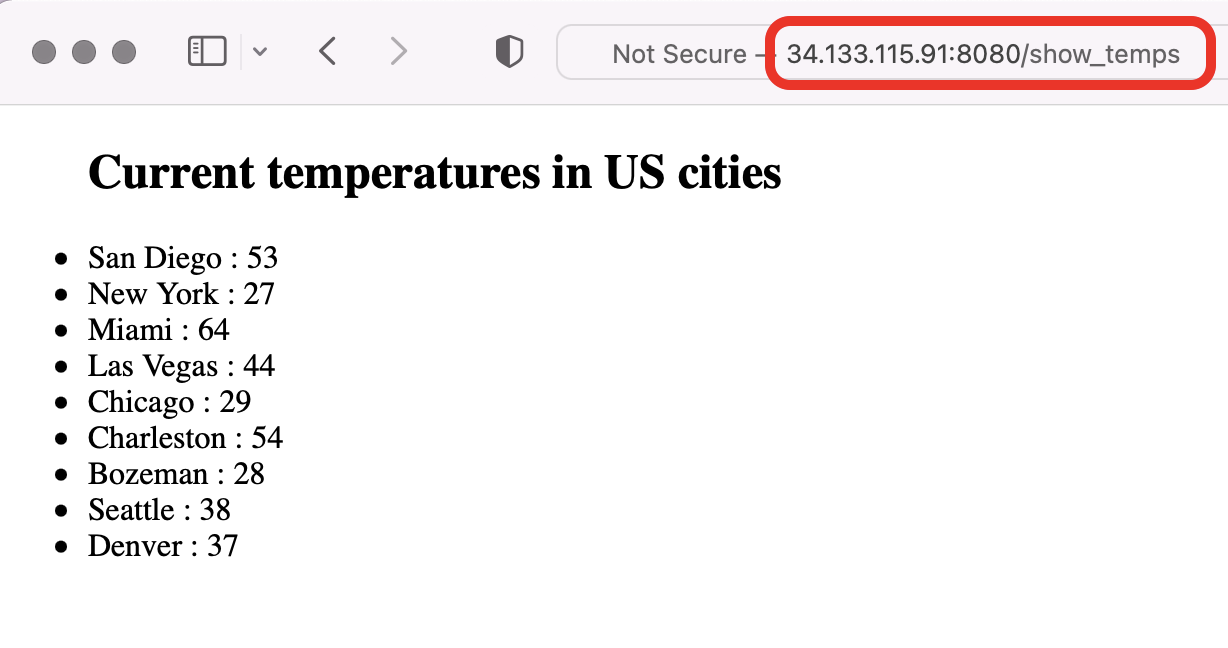 Not Secure — 34.133.115.91:8080/show_temps
Current temperatures in US cities
• San Diego : 53
• New York : 27
• Miami : 64
• Las Vegas : 44
• Chicago : 29
• Charleston : 54
• Bozeman : 28
• Seattle : 38
• Denver : 37